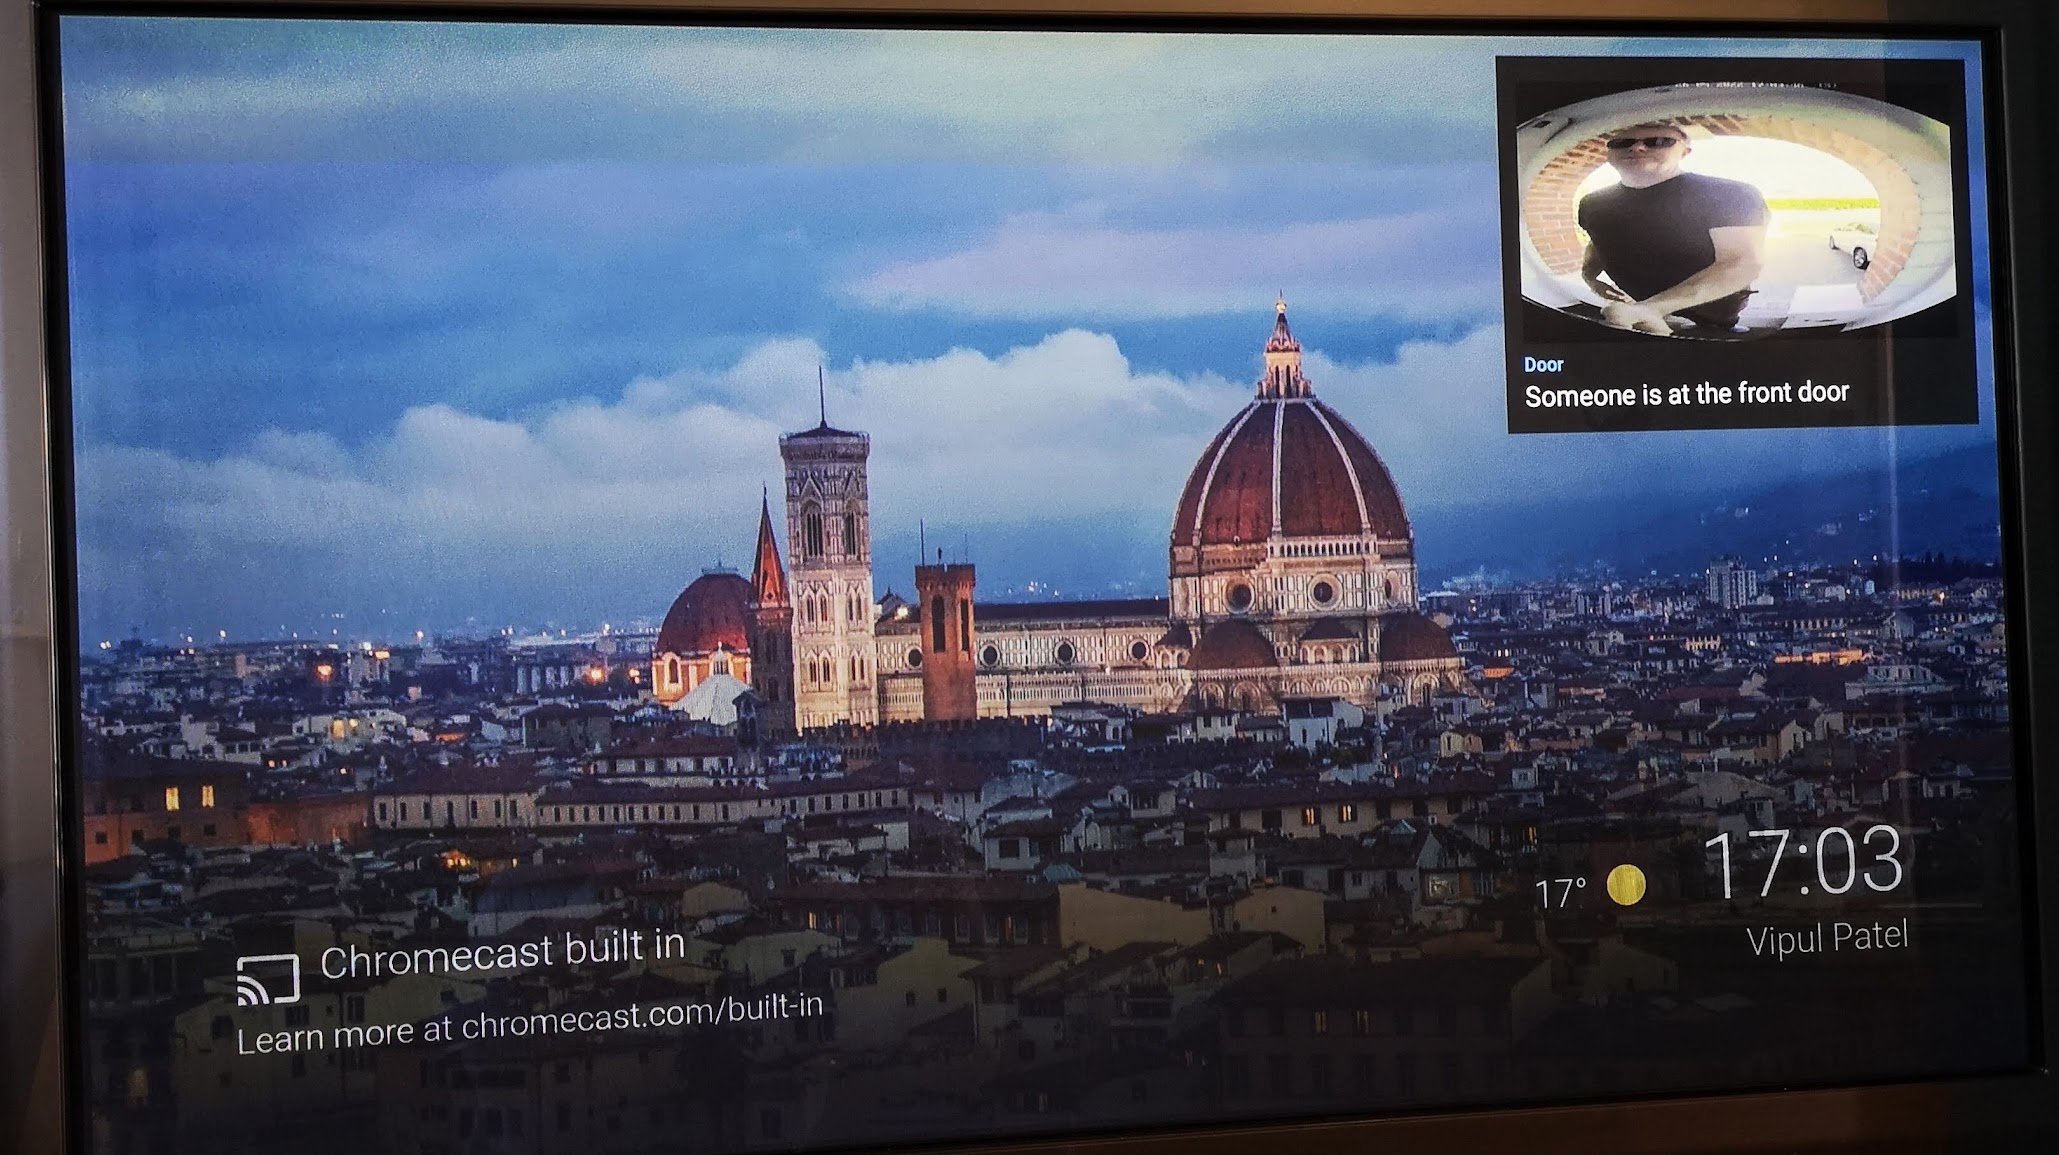 Door
Someone is at the front door
17° 17:03
Vipul Patel
Chromecast built in
Learn more at chromecast.com/built-in